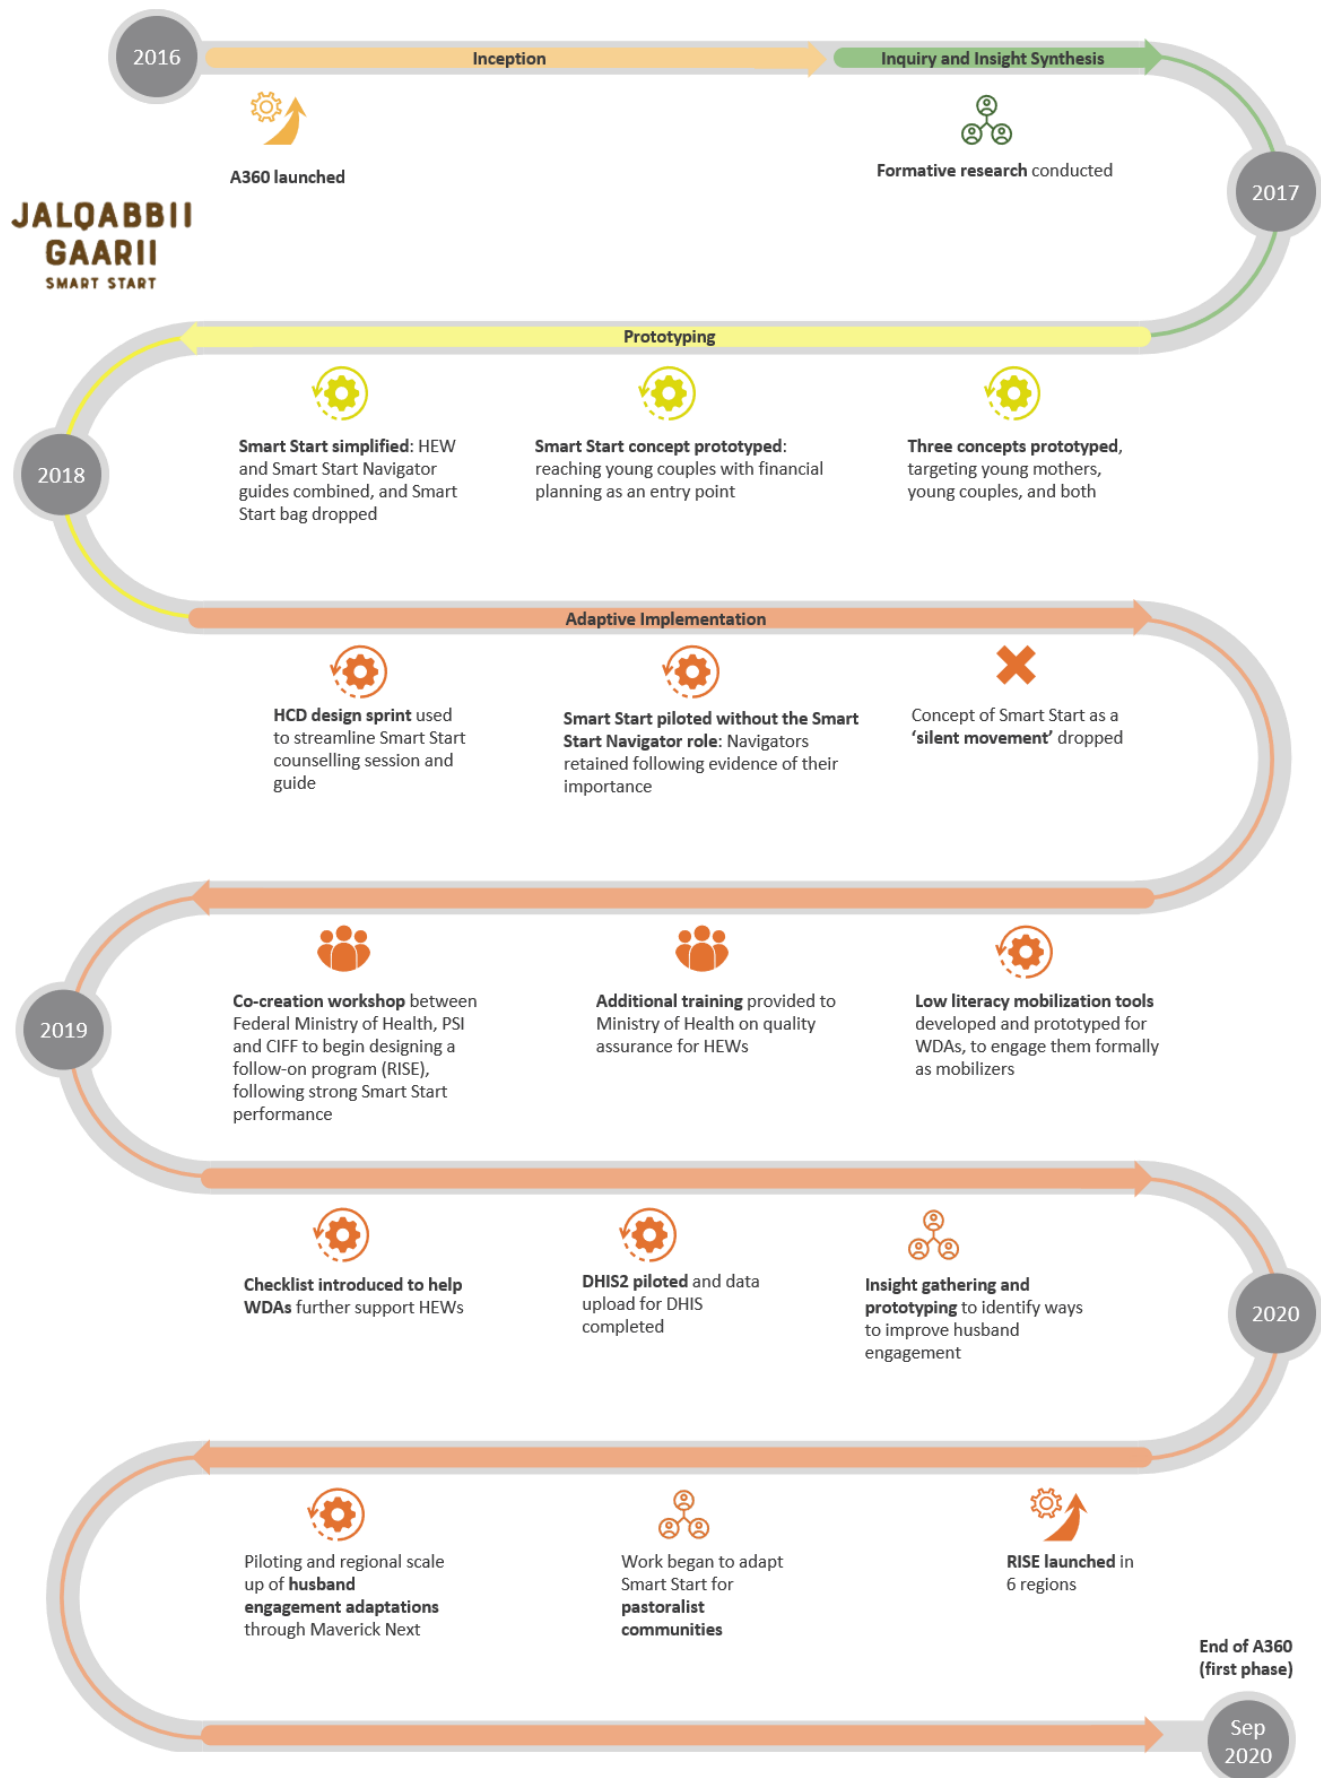 2016
Inception
Inquiry and Insight Synthesis
A360 launched
Formative research conducted
2017
JALQABBII
GAARII
SMART START
Prototyping
Smart Start simplified: HEW
and Smart Start Navigator
guides combined, and Smart
Start bag dropped
Smart Start concept prototyped:
reaching young couples with financial
planning as an entry point
Three concepts prototyped,
targeting young mothers,
young couples, and both
2018
Adaptive Implementation
HCD design sprint used
to streamline Smart Start
counselling session and
guide
Smart Start piloted without the Smart
Start Navigator role: Navigators
retained following evidence of their
importance
Concept of Smart Start as a
‘silent movement’ dropped
2019
Co-creation workshop between
Federal Ministry of Health, PSI
and CIFF to begin designing a
follow-on program (RISE),
following strong Smart Start
performance
Additional training provided to
Ministry of Health on quality
assurance for HEWs
Low literacy mobilization tools
developed and prototyped for
WDAs, to engage them formally
as mobilizers
Checklist introduced to help
WDAs further support HEWs
DHIS2 piloted and data
upload for DHIS
completed
Insight gathering and
prototyping to identify ways
to improve husband
engagement
2020
Piloting and regional scale
up of husband
engagement adaptations
through Maverick Next
Work began to adapt
Smart Start for
pastoralist
communities
RISE launched in
6 regions
End of A360
(first phase)
Sep
2020